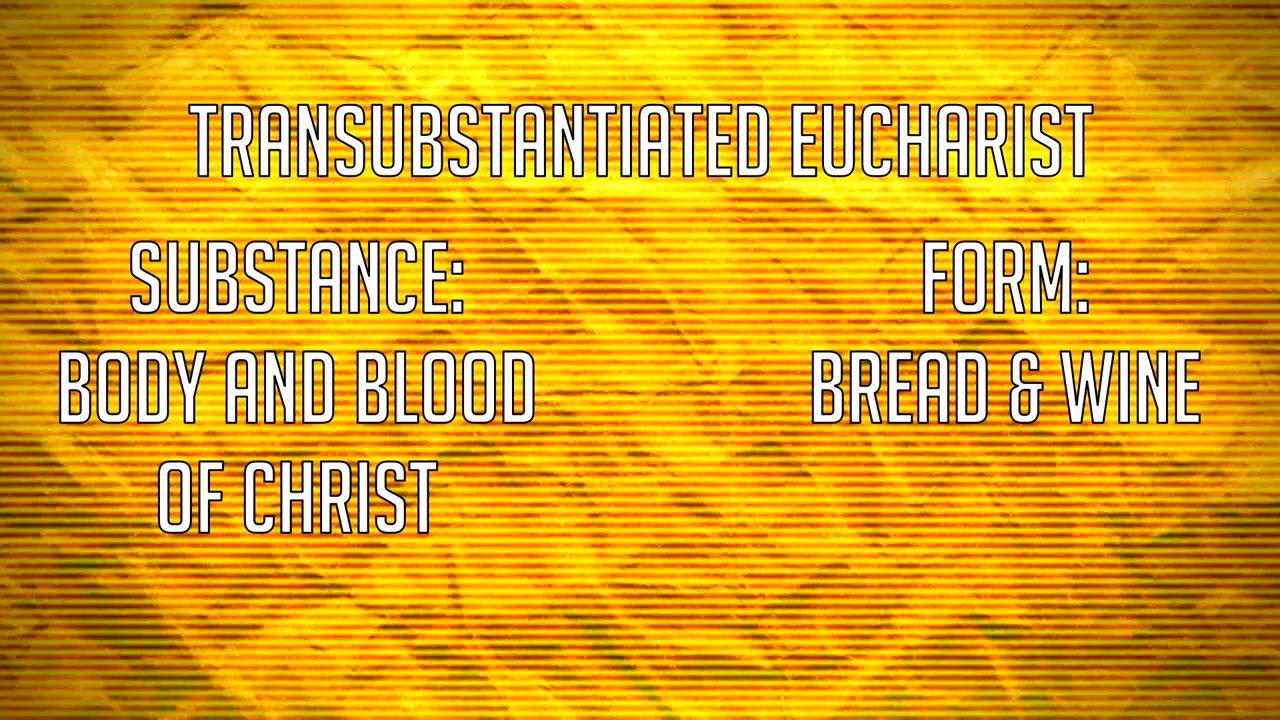 TRANSUBSTANTIATED EUCHARIST
SUBSTANCE:
BODY AND BLOOD
OF CHRIST
FORM:
BREAD & WINE